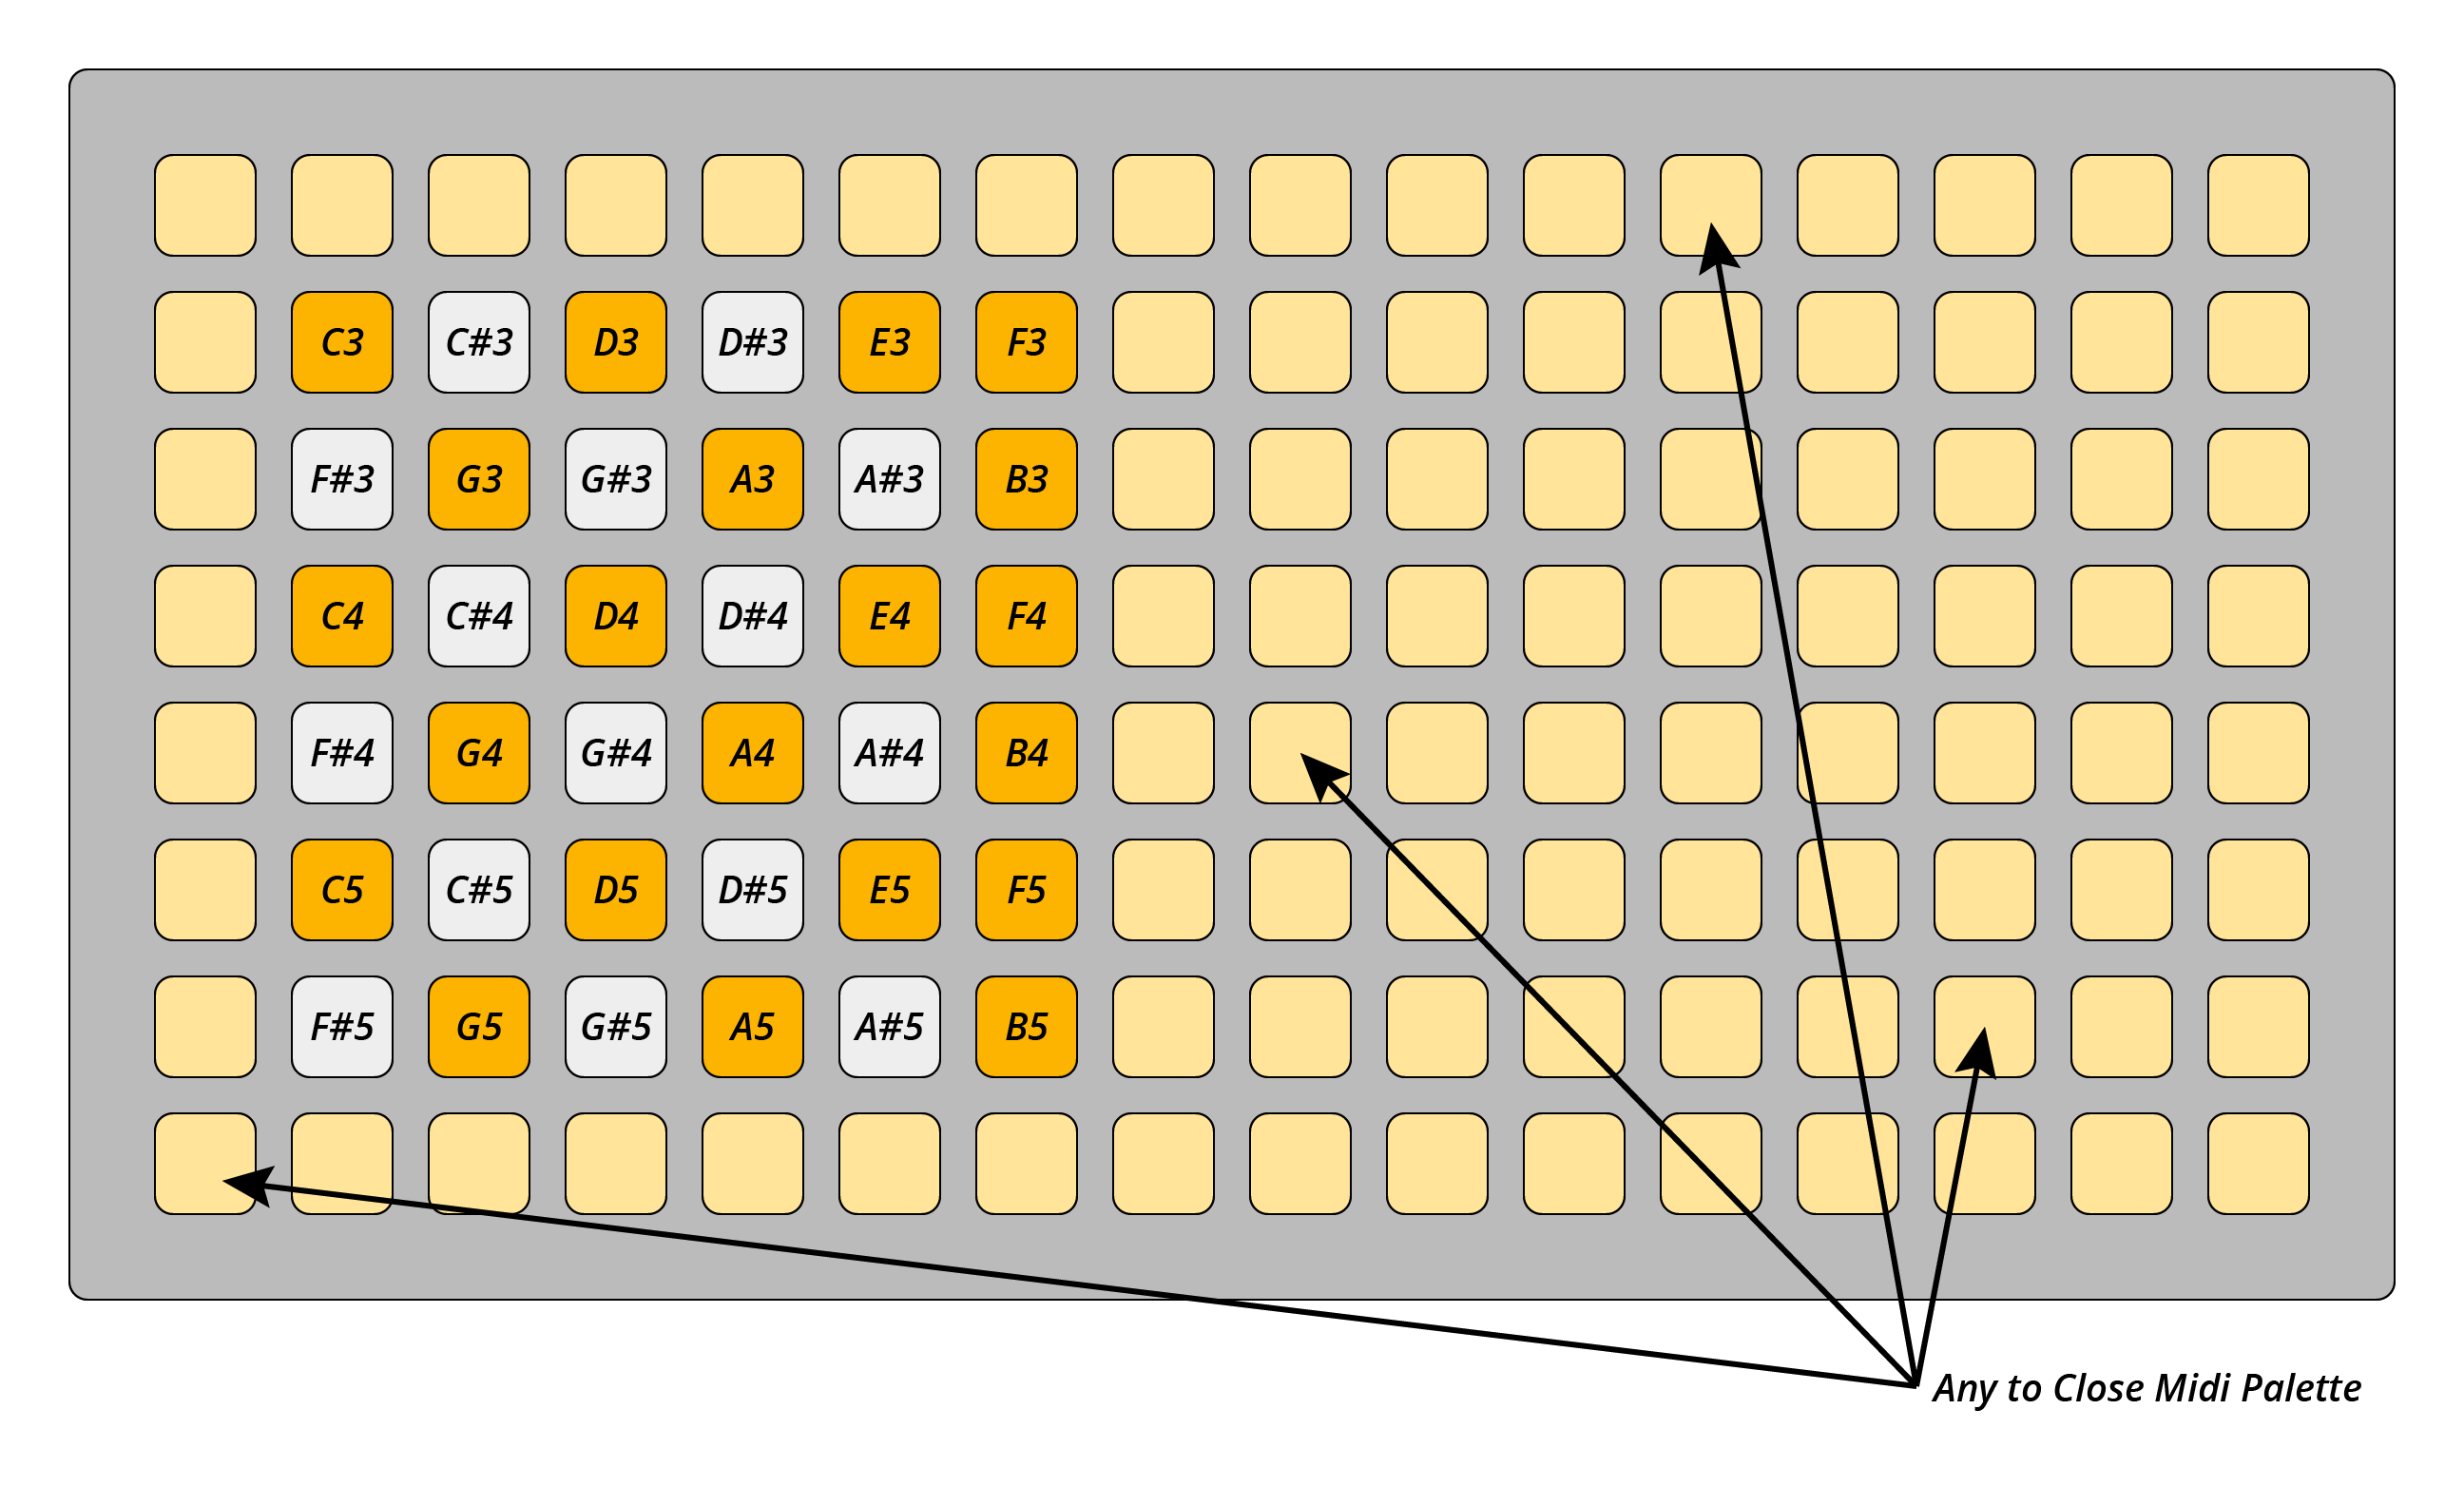 C3 C#3 D3 D#3 E3 F3
F#3 G3 G#3 A3 A#3 B3
C4 C#4 D4 D#4 E4 F4
F#4 G4 G#4 A4 A#4 B4
C5 C#5 D5 D#5 E5 F5
F#5 G5 G#5 A5 A#5 B5
Any to Close Midi Palette